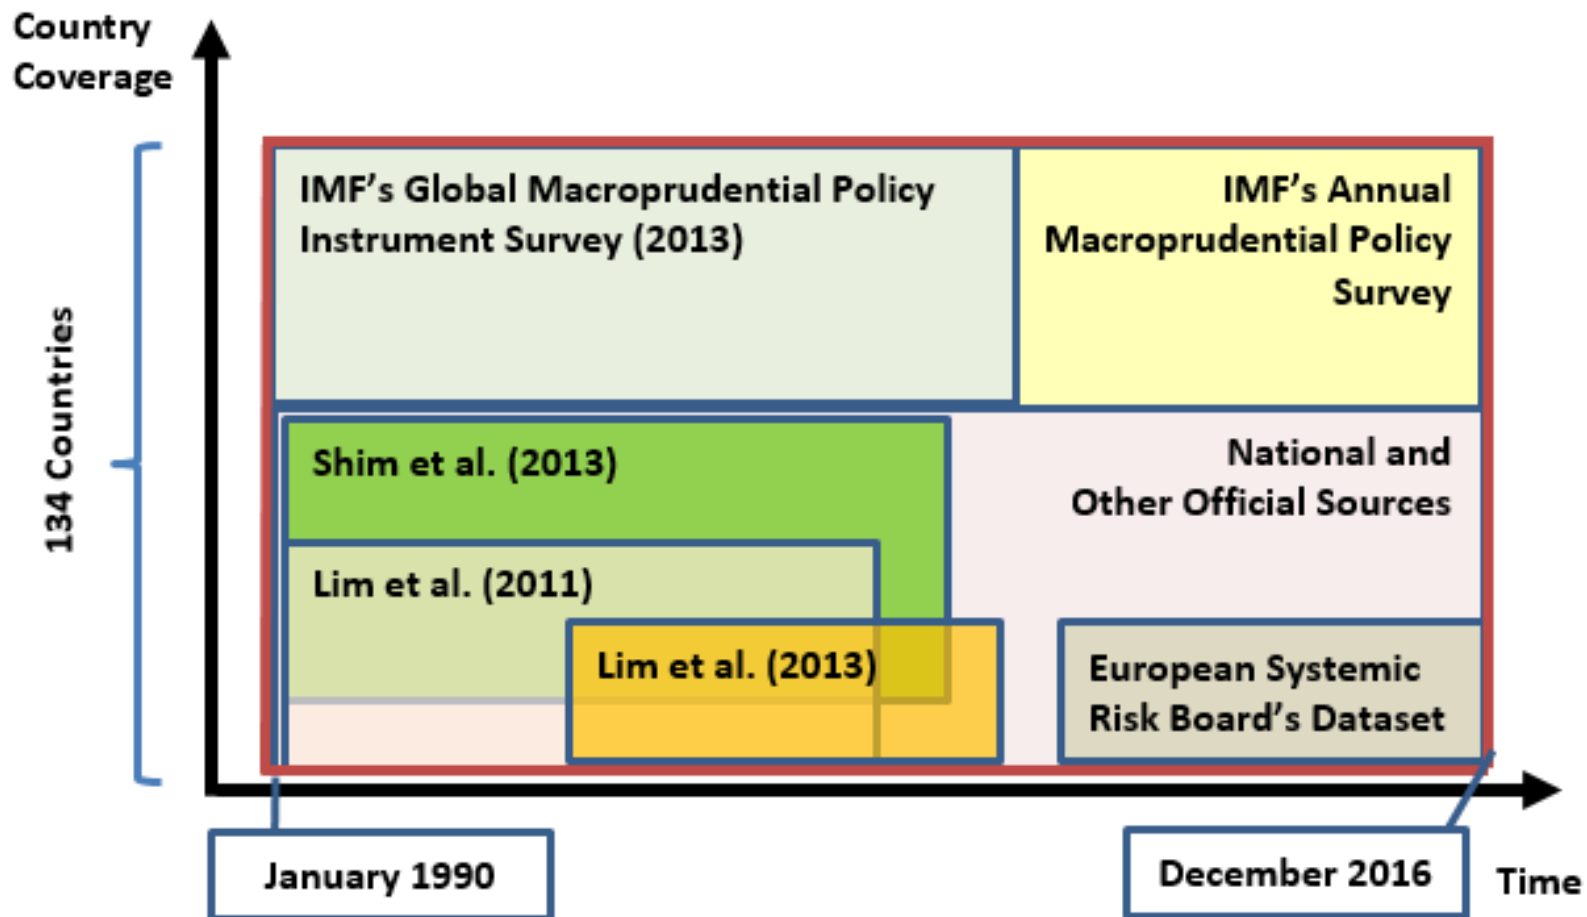 Country
Coverage
IMF’s Global Macroprudential Policy
Instrument Survey (2013)
IMF’s Annual
Macroprudential Policy
Survey
134 Countries
Shim et al. (2013)
National and
Other Official Sources
Lim et al. (2011)
Lim et al. (2013)
European Systemic
Risk Board’s Dataset
January 1990
December 2016
Time